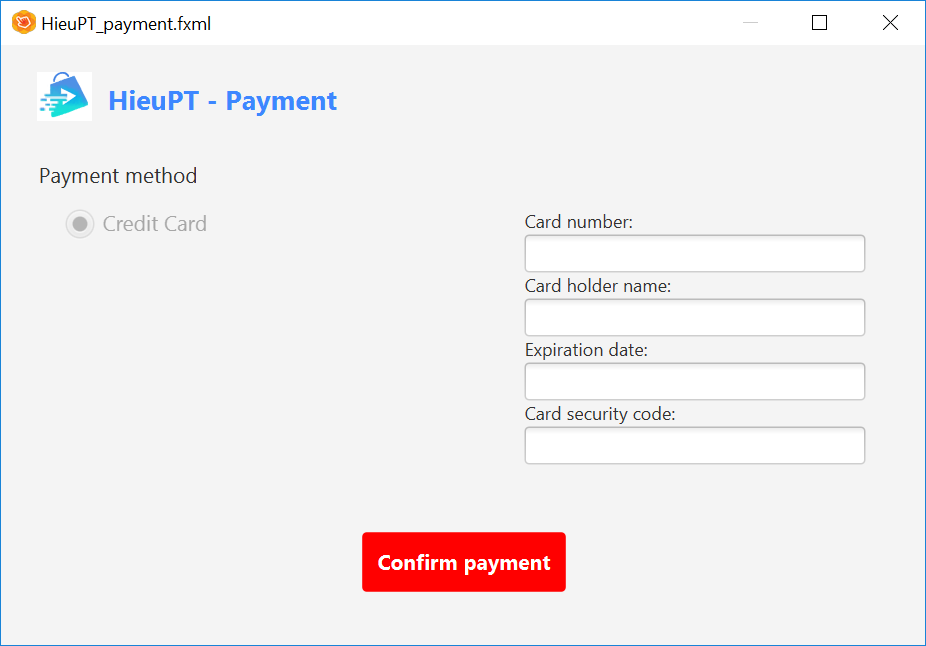 HieuPT_payment.fxml
HieuPT - Payment
Payment method
Credit Card
Card number:
Card holder name:
Expiration date:
Card security code:
Confirm payment